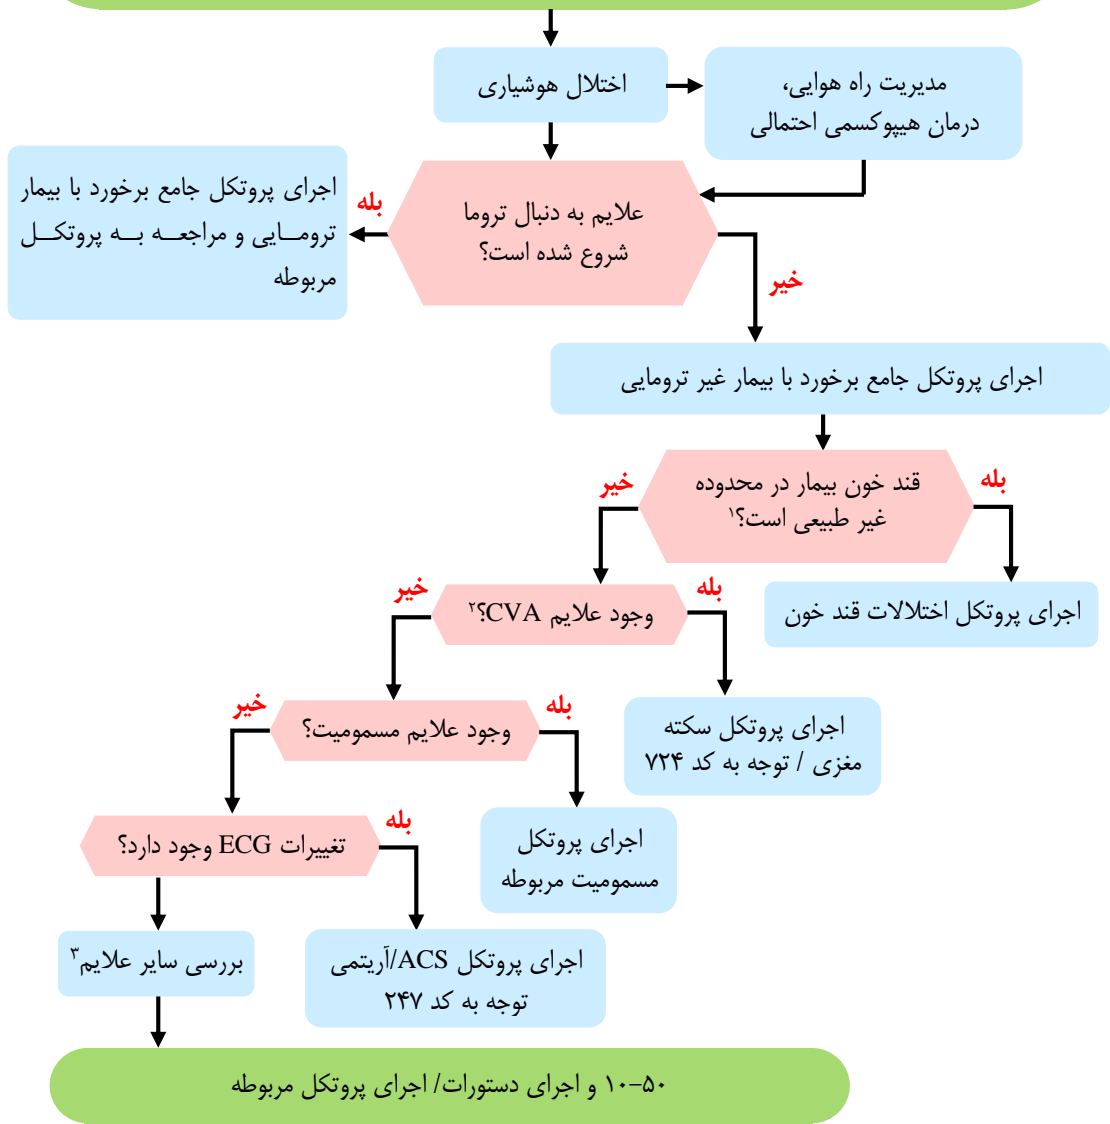 اختلال هوشیاری
مدیریت راه هوایی،
درمان هیپوکسمی احتمالی
علایم به دنبال تروما
شروع شده است؟
بله
اجرای پروتکل جامع برخورد با بیمار
ترومــایی و مراجعــه بــه پروتکــل
مربوطه
خیر
اجرای پروتکل جامع برخورد با بیمار غیر ترومایی
قند خون بیمار در محدوده
غیر طبیعی است؟۱
بله
خیر
اجرای پروتکل اختلالات قند خون
وجود علایم CVA؟۲
بله
خیر
اجرای پروتکل سکته
مغزی / توجه به کد ۷۲۴
وجود علایم مسمومیت؟
بله
خیر
اجرای پروتکل
مسمومیت مربوطه
تغییرات ECG وجود دارد؟
بله
اجرای پروتکل ACS/آریتمی
توجه به کد ۲۴۷
بررسی سایر علایم۳
۱۰-۵۰ و اجرای دستورات/ اجرای پروتکل مربوطه